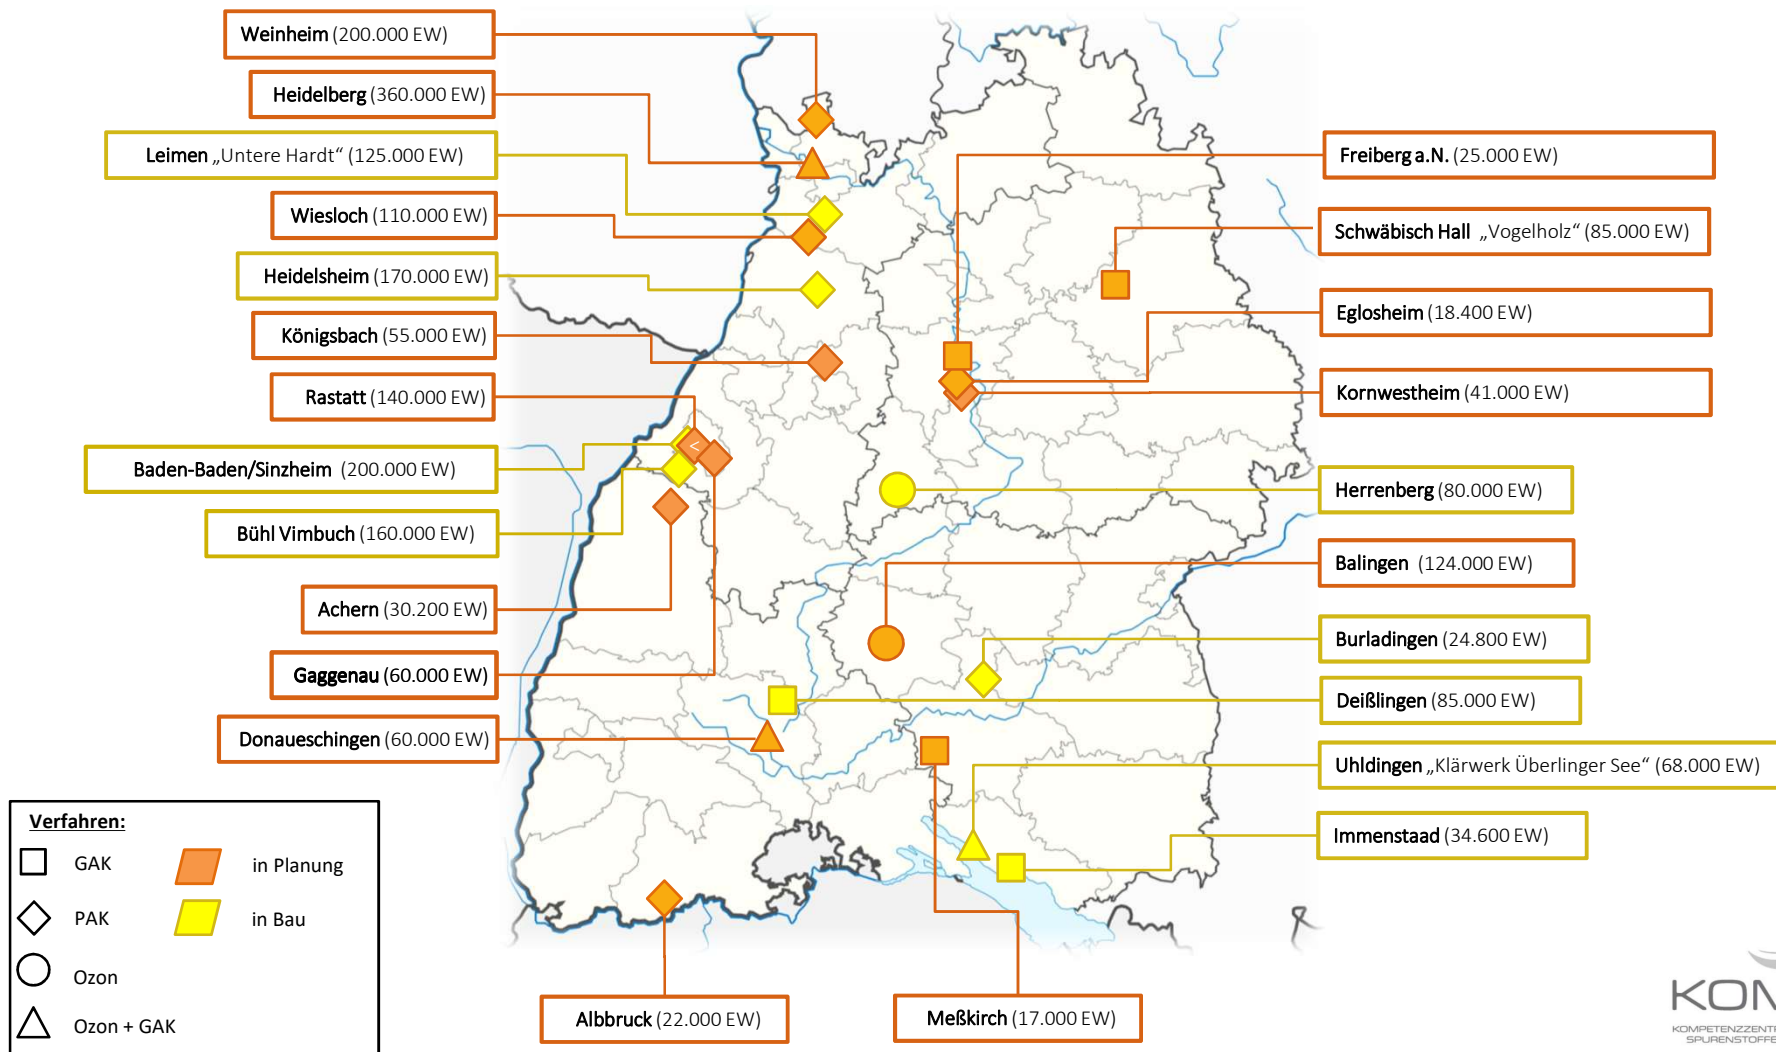 Weinheim (200.000 EW)
Heidelberg (360.000 EW)
Leimen „Untere Hardt“ (125.000 EW)
Wiesloch (110.000 EW)
Heidelsheim (170.000 EW)
Königsbach (55.000 EW)
Rastatt (140.000 EW)
Baden-Baden/Sinzheim (200.000 EW)
Bühl Vimbuch (160.000 EW)
Achern (30.200 EW)
Gaggenau (60.000 EW)
Donaueschingen (60.000 EW)
Freiberg a.N. (25.000 EW)
Schwäbisch Hall „Vogelholz“ (85.000 EW)
Eglosheim (18.400 EW)
Kornwestheim (41.000 EW)
Herrenberg (80.000 EW)
Balingen (124.000 EW)
Burladingen (24.800 EW)
Deißlingen (85.000 EW)
Uhldingen „Klärwerk Überlinger See“ (68.000 EW)
Immenstaad (34.600 EW)
Albbruck (22.000 EW)
Meßkirch (17.000 EW)
<
Verfahren:
GAK
in Planung
PAK
in Bau
Ozon
Ozon + GAK
KOM
KOMPETENZZENTR
SPURENSTOFFE